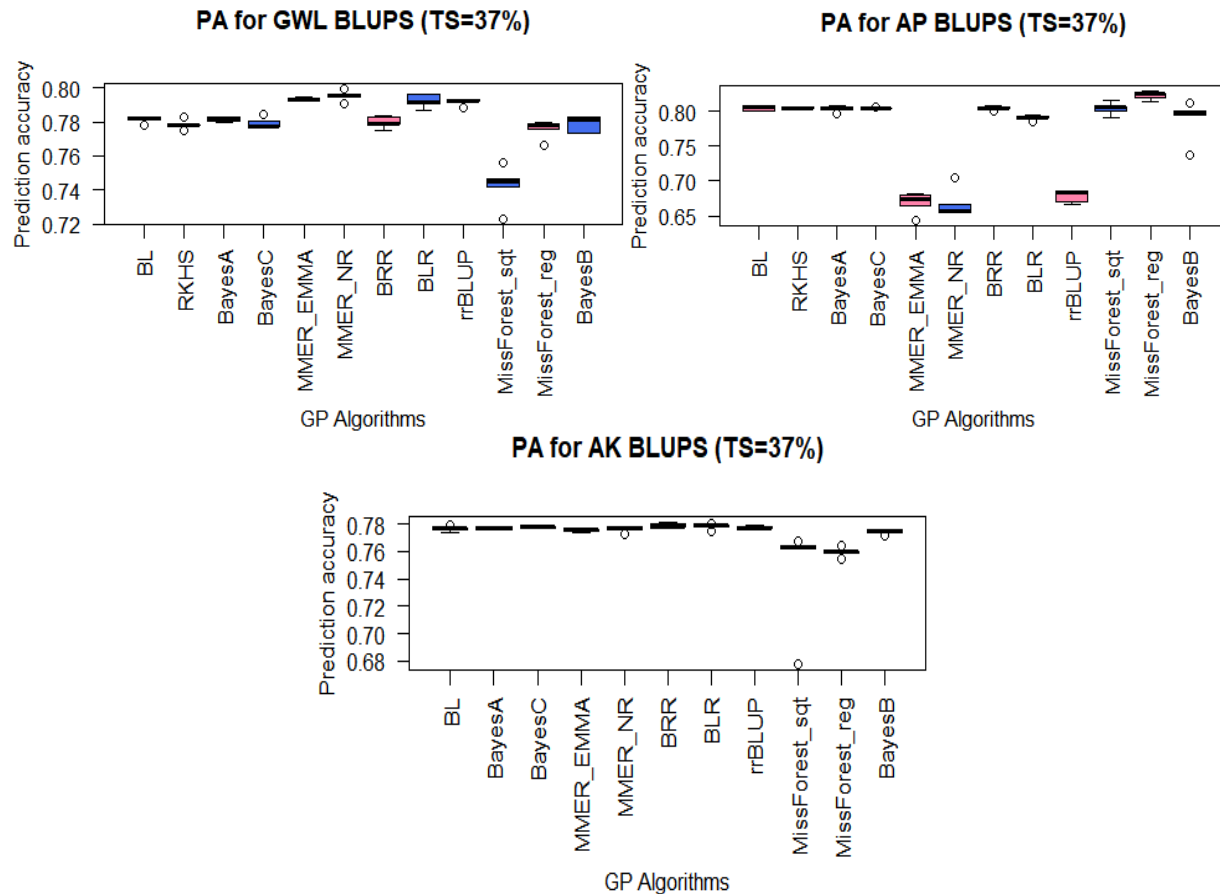 PA for GWL BLUPS (TS=37%)
Prediction accuracy
0.80
0.78
0.76
0.74
0.72
BL
RKHS
BayesA
BayesC
MMER_EMMA
MMER_NR
BRR
BLR
rrBLUP
MissForest_sqt
MissForest_reg
BayesB
GP Algorithms
PA for AP BLUPS (TS=37%)
Prediction accuracy
0.80
0.75
0.70
0.65
BL
RKHS
BayesA
BayesC
MMER_EMMA
MMER_NR
BRR
BLR
rrBLUP
MissForest_sqt
MissForest_reg
BayesB
GP Algorithms
PA for AK BLUPS (TS=37%)
Prediction accuracy
0.78
0.76
0.74
0.72
0.70
0.68
BL
BayesA
BayesC
MMER_EMMA
MMER_NR
BRR
BLR
rrBLUP
MissForest_sqt
MissForest_reg
BayesB
GP Algorithms